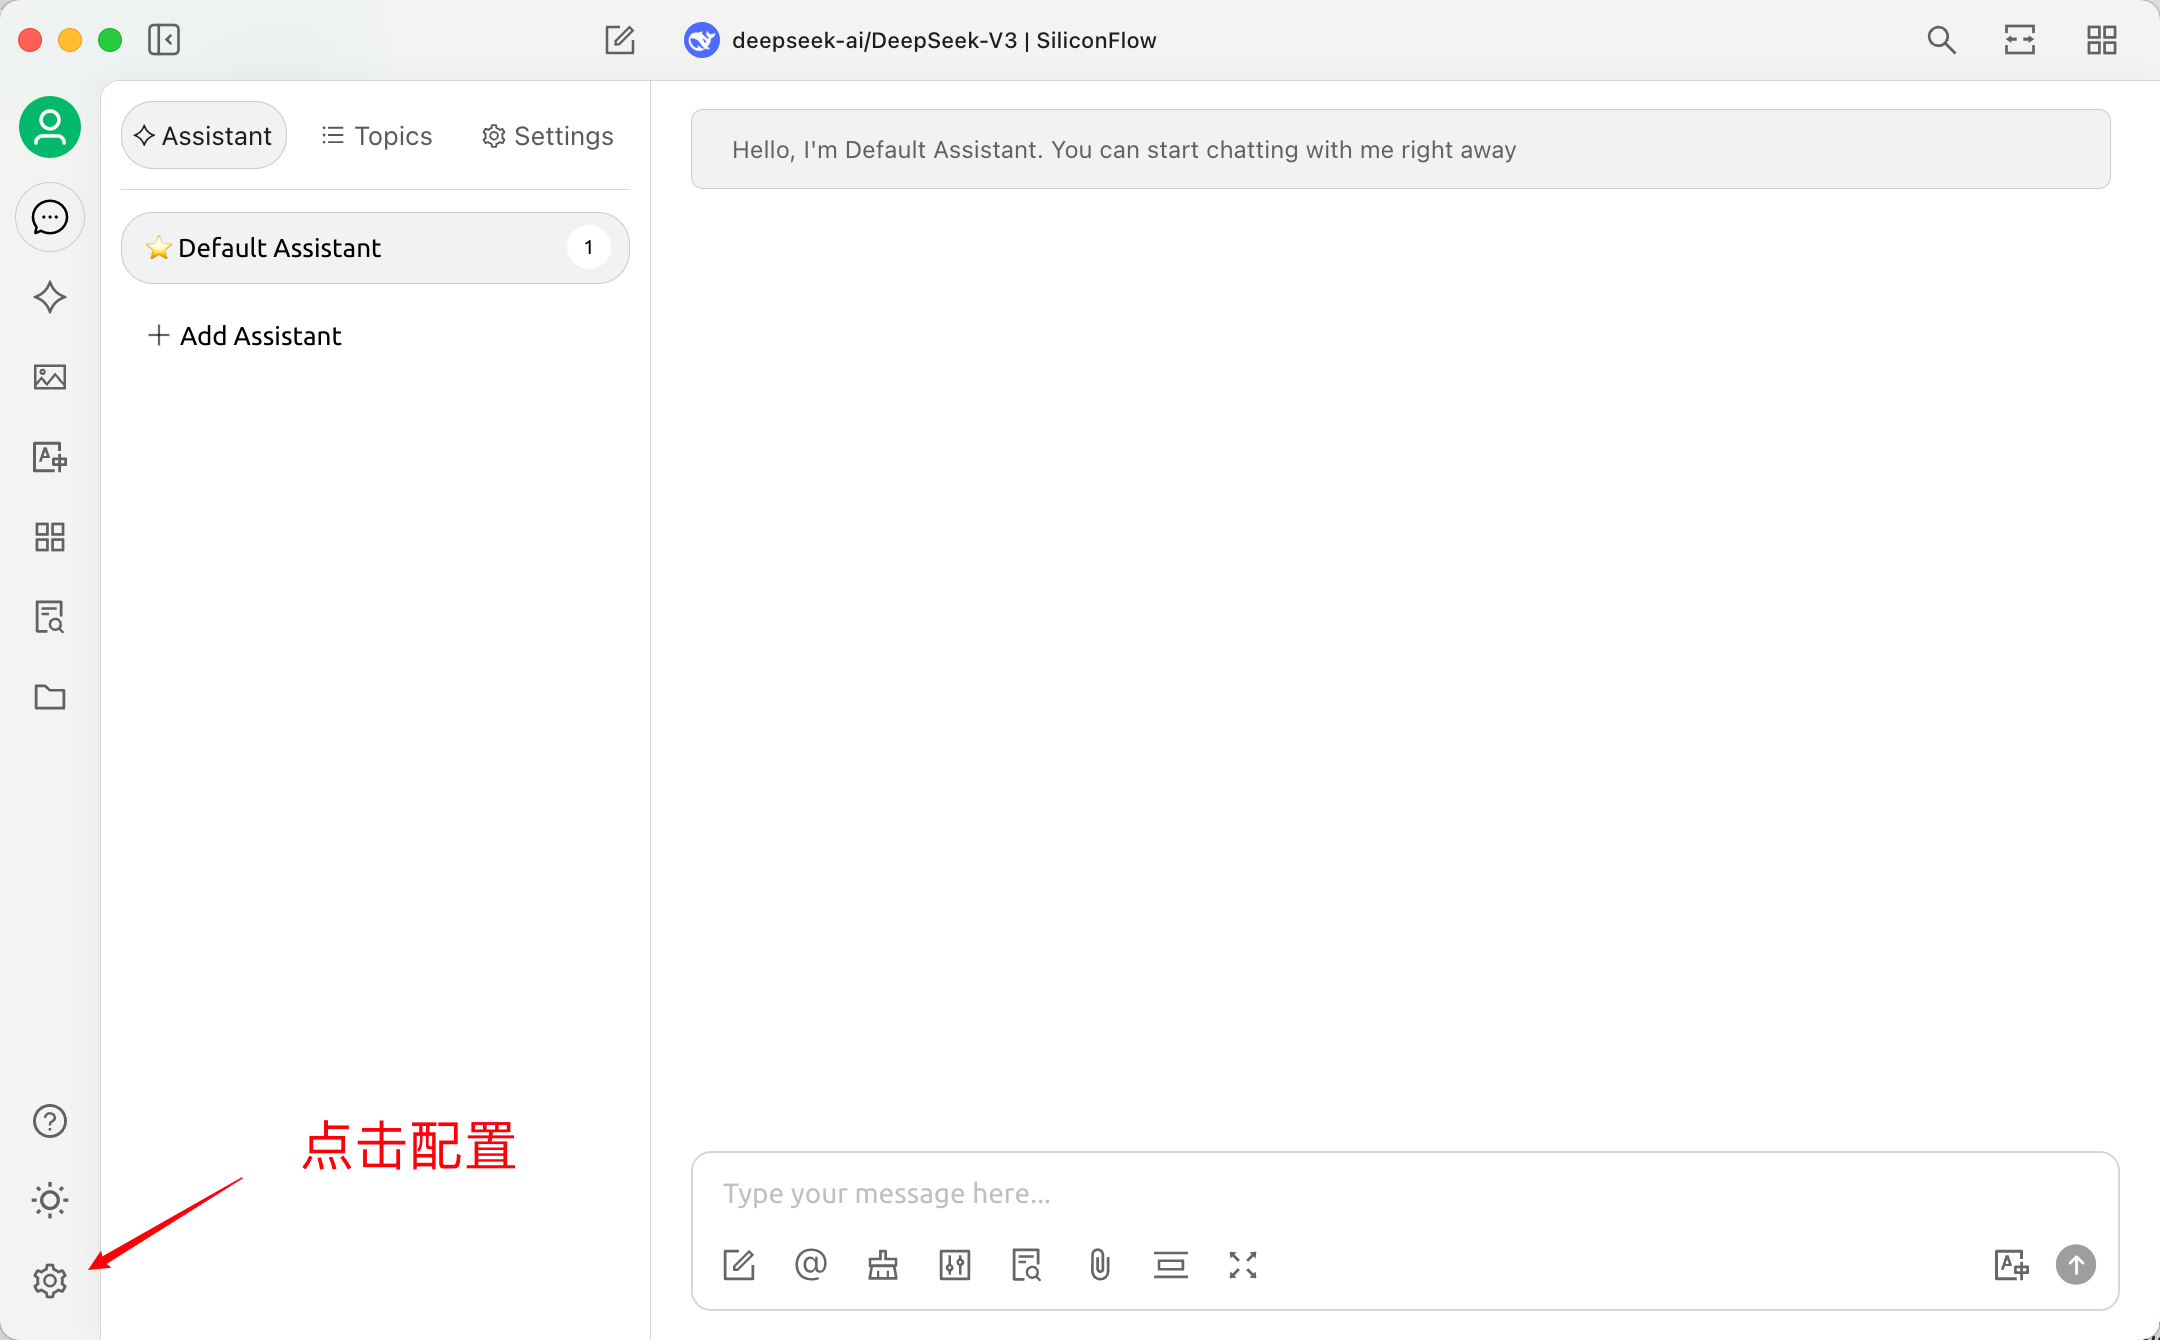 deepseek-ai/DeepSeek-V3 | SiliconFlow
Assistant
Topics
Settings
Hello, I'm Default Assistant. You can start chatting with me right away
⭐ Default Assistant
1
+ Add Assistant
点击配置
Type your message here...